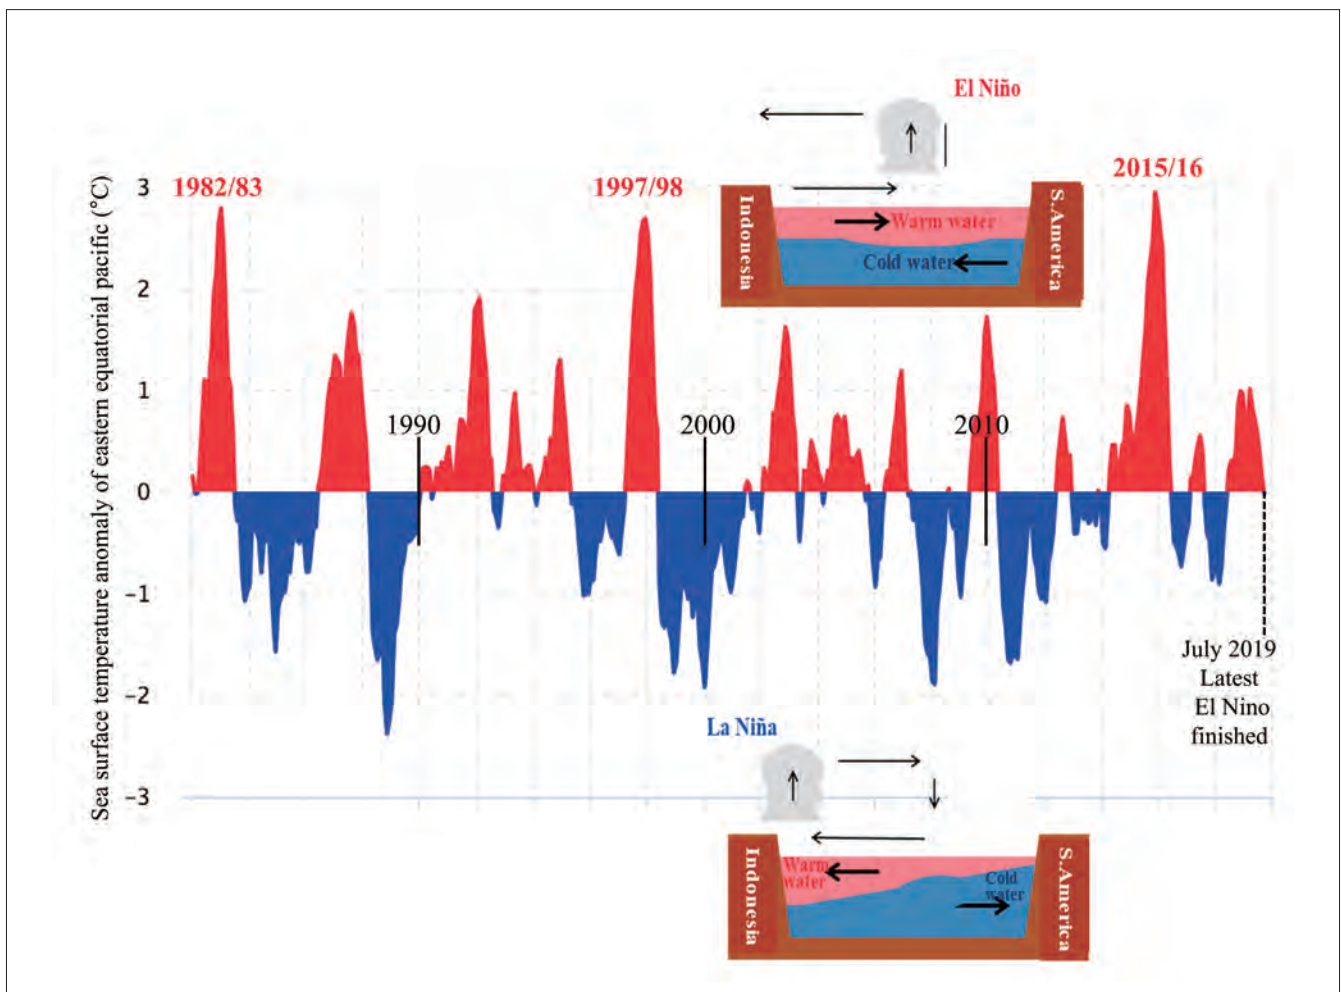 El Niño
1982/83
1997/98
2015/16
Sea surface temperature anomaly of eastern equatorial pacific (°C)
3
2
1
0
−1
−2
−3
Indonesia
Warm water
Cold water
S.America
1990
2000
2010
July 2019
Latest
El Nino
finished
La Niña
Indonesia
Warm
water
Cold
water
S.America